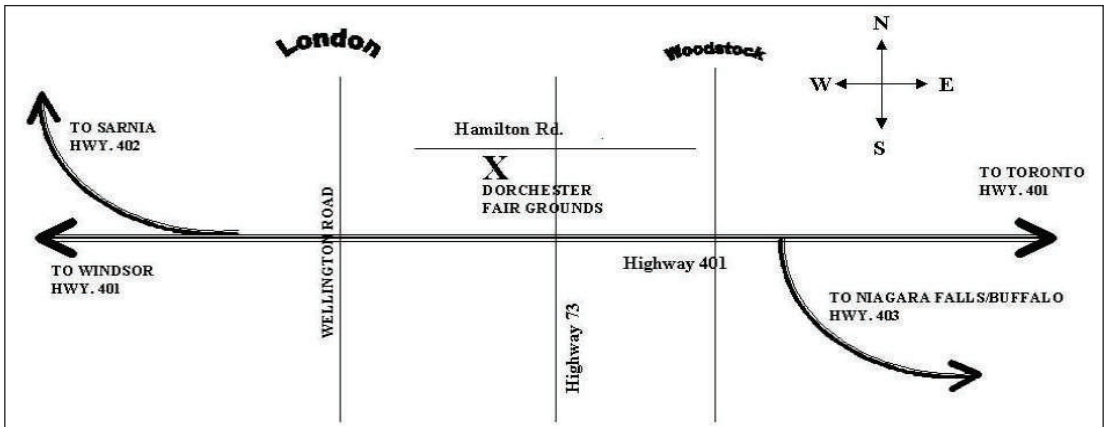 London
Woodstock
N
W
E
S
TO SARNIA
HWY. 402
Hamilton Rd.
X
DORCHESTER
FAIR GROUNDS
TO TORONTO
HWY. 401
WELLINGTON ROAD
TO WINDSOR
HWY. 401
Highway 401
TO NIAGARA FALLS/BUFFALO
HWY. 403
Highway 73